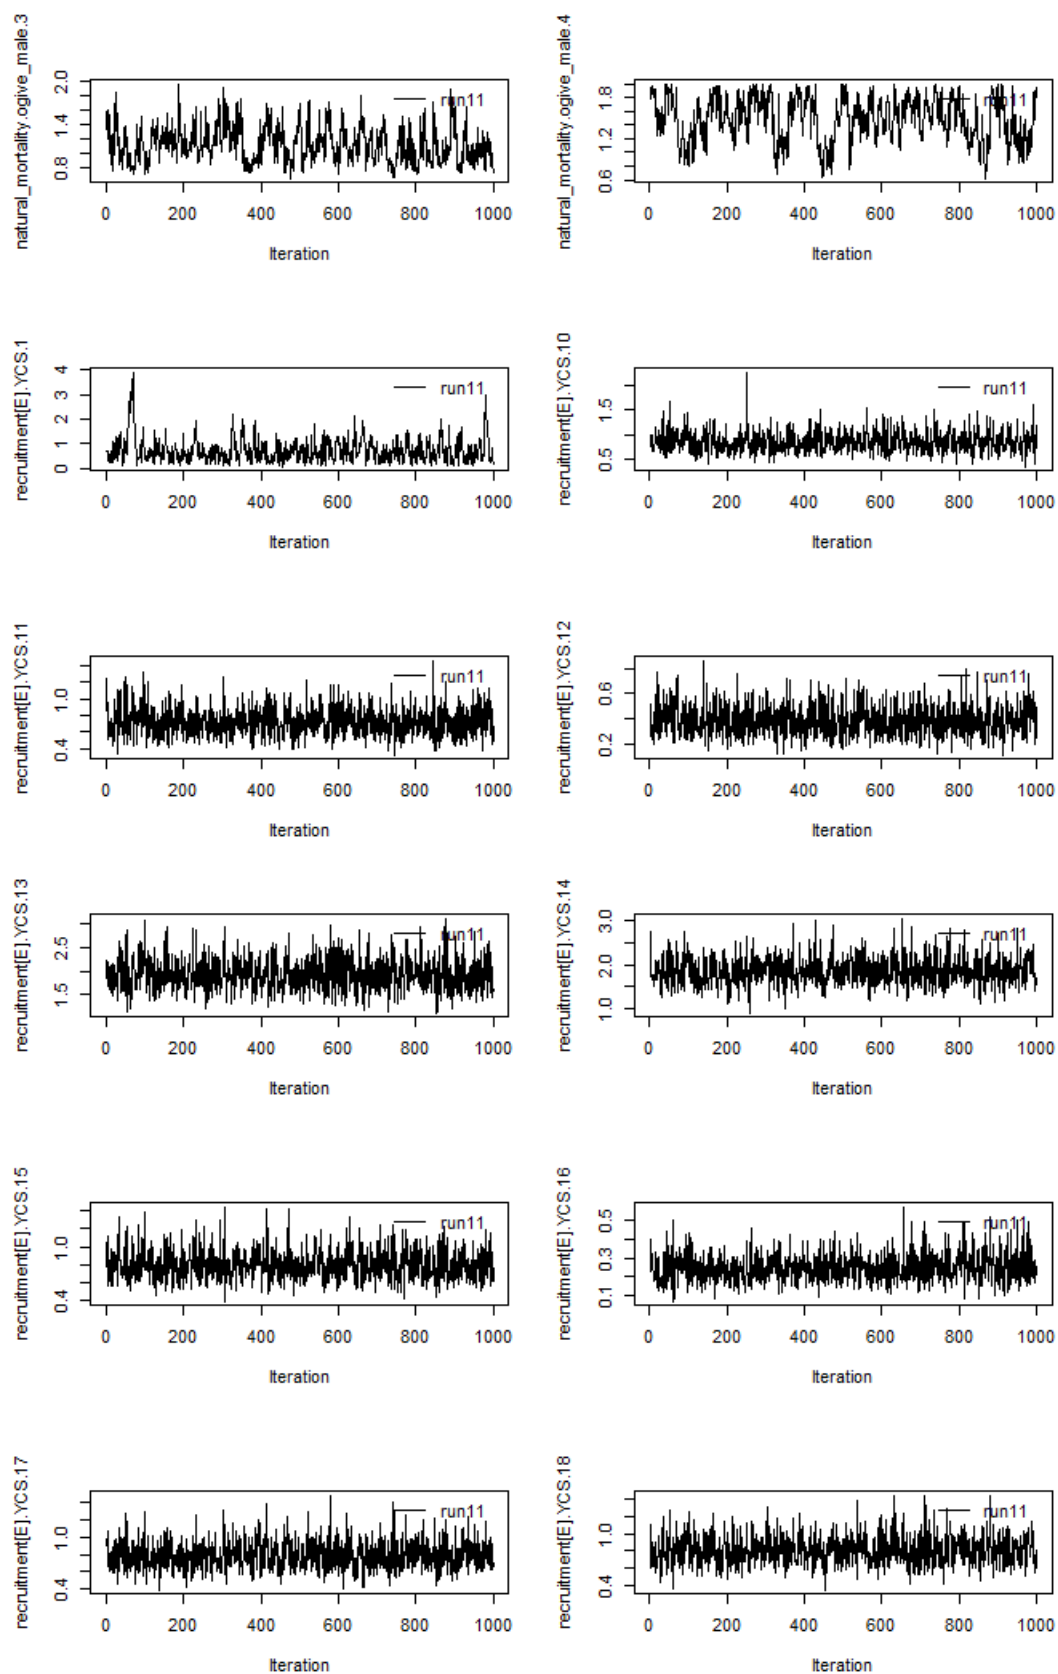 natural_mortality.ogive_male.3
0.8 1.4 2.0
run11
0 200 400 600 800 1000
Iteration
natural_mortality.ogive_male.4
0.6 1.2 1.8
run11
0 200 400 600 800 1000
Iteration
recruitment[E].YCS.1
0 1 2 3 4
run11
0 200 400 600 800 1000
Iteration
recruitment[E].YCS.10
0.5 1.5
run11
0 200 400 600 800 1000
Iteration
recruitment[E].YCS.11
0.4 1.0
run11
0 200 400 600 800 1000
Iteration
recruitment[E].YCS.12
0.2 0.6
run11
0 200 400 600 800 1000
Iteration
recruitment[E].YCS.13
1.5 2.5
run11
0 200 400 600 800 1000
Iteration
recruitment[E].YCS.14
1.0 2.0 3.0
run11
0 200 400 600 800 1000
Iteration
recruitment[E].YCS.15
0.4 1.0
run11
0 200 400 600 800 1000
Iteration
recruitment[E].YCS.16
0.1 0.3 0.5
run11
0 200 400 600 800 1000
Iteration
recruitment[E].YCS.17
0.4 1.0
run11
0 200 400 600 800 1000
Iteration
recruitment[E].YCS.18
0.4 1.0
run11
0 200 400 600 800 1000
Iteration